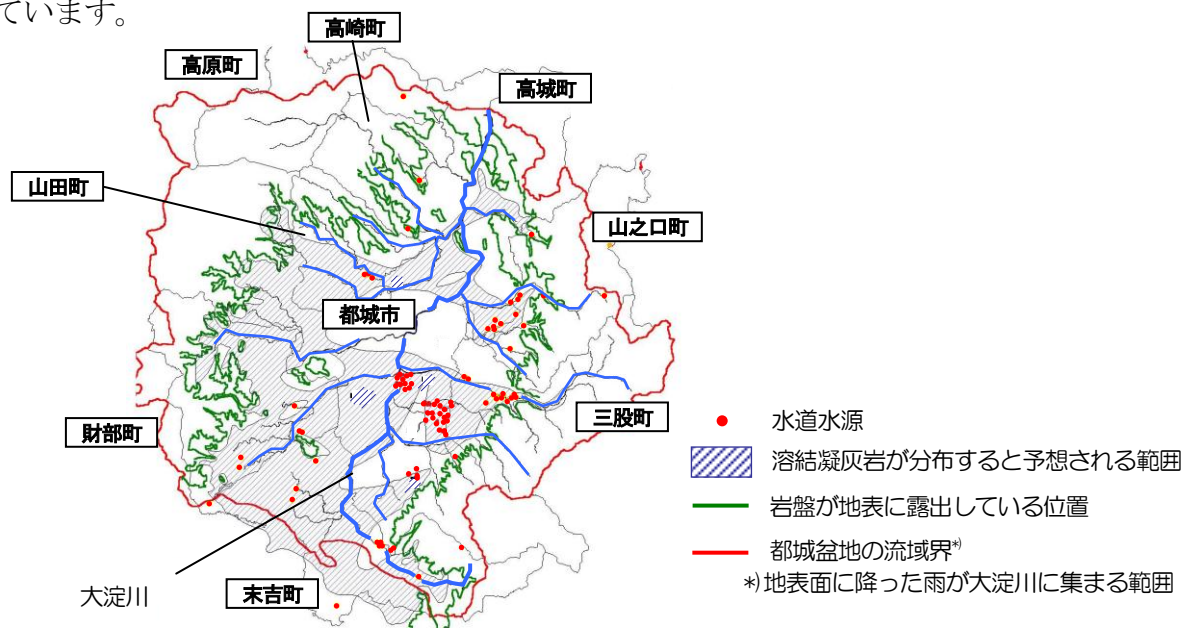 ています。
高崎町
高原町
高城町
山田町
山之口町
都城市
財部町
三股町
大淀川
末吉町
水道水源
溶結凝灰岩が分布すると予想される範囲
岩盤が地表に露出している位置
都城盆地の流域界*)
*)地表面に降った雨が大淀川に集まる範囲